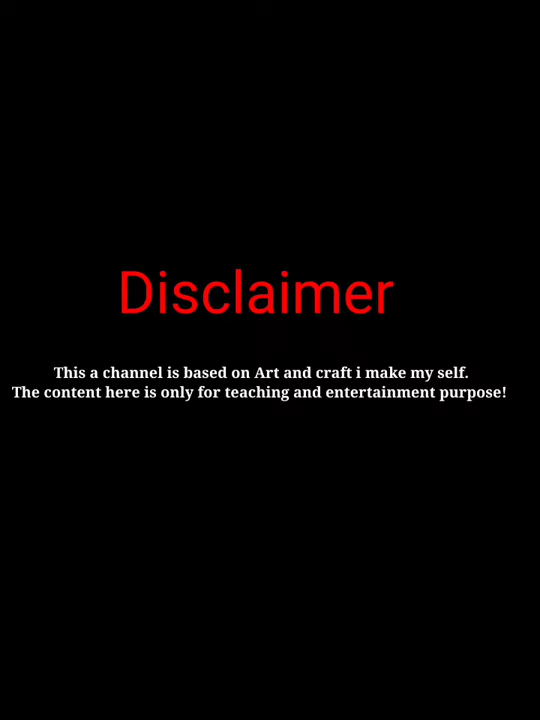 Disclaimer
This a channel is based on Art and craft i make my self.
The content here is only for teaching and entertainment purpose!